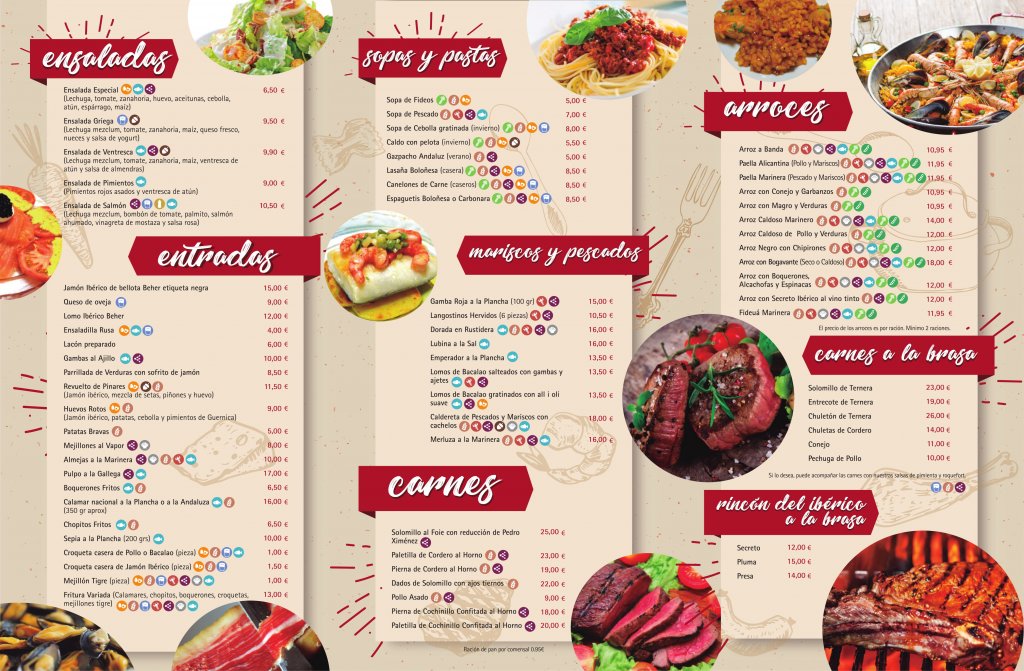 ensaladas
Ensalada Especial 6,50 €
(Lechuga, tomate, zanahoria, huevo, aceitunas, cebolla,
atún, espárrago, maíz)
Ensalada Griega 9,50 €
(Lechuga mezclum, tomate, zanahoria, maíz, queso fresco,
nueces y salsa de yogurt)
Ensalada de Ventresca 9,90 €
(Lechuga mezclum, tomate, zanahoria, maíz, ventresca de
atún y salsa de almendras)
Ensalada de Pimientos 9,00 €
(Pimientos rojos asados y ventresca de atún)
Ensalada de Salmón 10,50 €
(Lechuga mezclum, bombón de tomate, palmito, salmón
ahumado, vinagreta de mostaza y salsa rosa)
entradas
Jamón Ibérico de bellota Beher etiqueta negra 15,00 €
Queso de oveja 9,00 €
Lomo Ibérico Beher 12,00 €
Ensaladilla Rusa 4,00 €
Lacón preparado 6,00 €
Gambas al Ajillo 10,00 €
Parrillada de Verduras con sofrito de jamón 8,50 €
Revuelto de Pinares 11,50 €
(Jamón ibérico, mezcla de setas, piñones y huevo)
Huevos Rotos 9,00 €
(Jamón ibérico, patatas, cebolla y pimientos de Guernica)
Patatas Bravas 5,00 €
Mejillones al Vapor 8,00 €
Almejas a la Marinera 10,00 €
Pulpo a la Gallega 17,00 €
Boquerones Fritos 6,50 €
Calamar nacional a la Plancha o a la Andaluza 16,00 €
(350 gr aprox)
Chopitos Fritos 6,50 €
Sepia a la Plancha (200 grs) 10,00 €
Croqueta casera de Pollo o Bacalao (pieza) 1,00 €
Croqueta casera de Jamón Ibérico (pieza) 1,50 €
Mejillón Tigre (pieza) 1,00 €
Fritura Variada (Calamares, chopitos, boquerones, croquetas, 13,00 €
mejillones tigre)
sopas y pastas
Sopa de Fideos 5,00 €
Sopa de Pescado 7,00 €
Sopa de Cebolla gratinada (invierno) 8,00 €
Caldo con pelota (invierno) 5,50 €
Gazpacho Andaluz (verano) 5,00 €
Lasaña Boloñesa (casera) 8,50 €
Canelones de Carne (caseros) 8,50 €
Espaguetis Boloñesa o Carbonara 8,50 €
mariscos y pescados
Gamba Roja a la Plancha (100 gr) 15,00 €
Langostinos Hervidos (6 piezas) 10,50 €
Dorada en Rustidera 16,00 €
Lubina a la Sal 16,00 €
Emperador a la Plancha 13,50 €
Lomos de Bacalao salteados con gambas y
ajetes 13,50 €
Lomos de Bacalao gratinados con all i oli
suave 13,50 €
Caldereta de Pescados y Mariscos con 18,00 €
cachelos
Merluza a la Marinera 16,00 €
carnes
Solomillo al Foie con reducción de Pedro 25,00 €
Ximénez
Paletilla de Cordero al Horno 23,00 €
Pierna de Cordero al Horno 19,00 €
Dados de Solomillo con ajos tiernos 22,00 €
Pollo Asado 9,00 €
Pierna de Cochinillo Confitada al Horno 18,00 €
Paletilla de Cochinillo Confitada al Horno 20,00 €
Ración de pan por comensal 0,95€
arroces
Arroz a Banda 10,95 €
Paella Alicantina (Pollo y Mariscos) 11,95 €
Paella Marinera (Pescado y Mariscos) 11,95 €
Arroz con Conejo y Garbanzos 10,95 €
Arroz con Magro y Verduras 10,95 €
Arroz Caldoso Marinero 14,00 €
Arroz Caldoso de Pollo y Verduras 12,00 €
Arroz Negro con Chipirones 12,00 €
Arroz con Bogavante (Seco o Caldoso) 18,00 €
Arroz con Boquerones,
Alcachofas y Espinacas 12,00 €
Arroz con Secreto Ibérico al vino tinto 12,00 €
Fideuá Marinera 11,95 €
El precio de los arroces es por ración. Mínimo 2 raciones.
carnes a la brasa
Solomillo de Ternera 23,00 €
Entrecote de Ternera 19,00 €
Chuletón de Ternera 26,00 €
Chuletas de Cordero 14,00 €
Conejo 11,00 €
Pechuga de Pollo 10,00 €
Si lo desea, puede acompañar las carnes con nuestros salsas de pimienta y roquefort.
rincón del ibérico
a la brasa
Secreto 12,00 €
Pluma 15,00 €
Presa 14,00 €